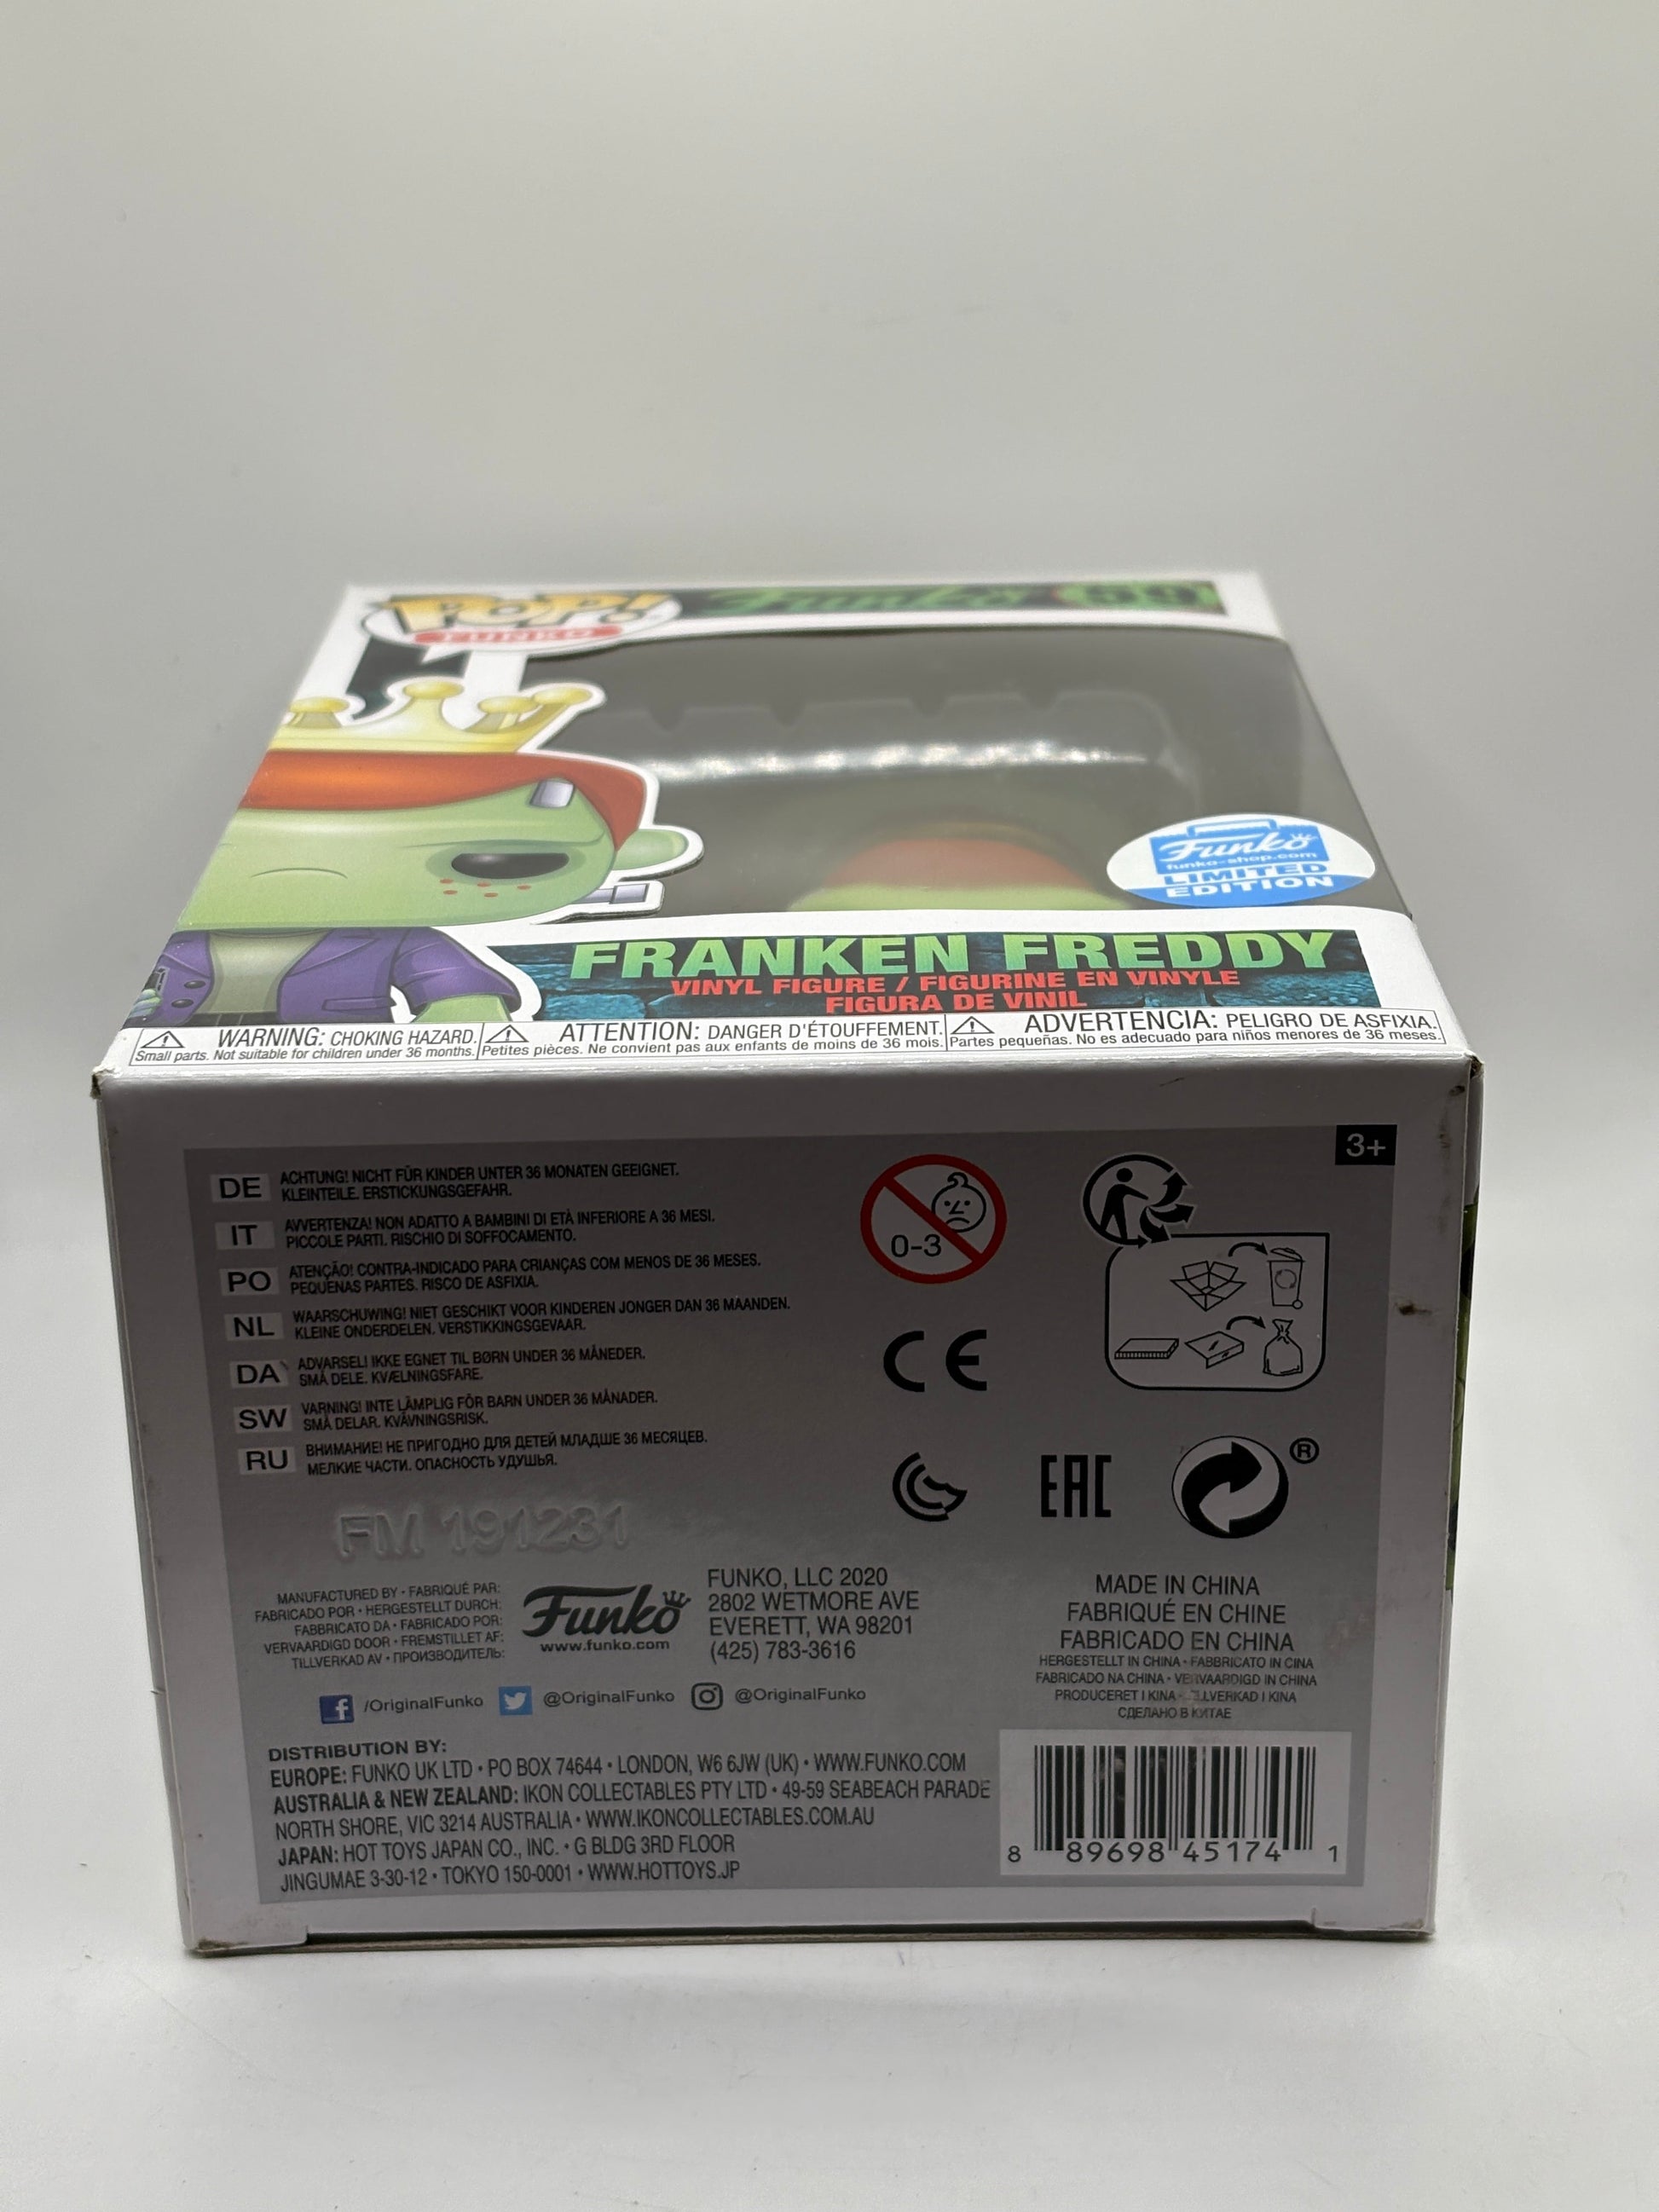 POP!
FUNKO
Funko 59
Funko
funko-shop.com
LIMITED
EDITION
FRANKEN FREDDY
VINYL FIGURE / FIGURINE EN VINYLE
FIGURA DE VINIL
WARNING: CHOKING HAZARD.
Small parts. Not suitable for children under 36 months.
ATTENTION: DANGER D'ÉTOUFFEMENT.
Petites pièces. Ne convient pas aux enfants de moins de 36 mois.
ADVERTENCIA: PELIGRO DE ASFIXIA.
Partes pequeñas. No es adecuado para niños menores de 36 meses.
3+
DE ACHTUNG! NICHT FÜR KINDER UNTER 36 MONATEN GEEIGNET.
KLEINTEILE. ERSTICKUNGSGEFAHR.
IT AVVERTENZA! NON ADATTO A BAMBINI DI ETÀ INFERIORE A 36 MESI.
PICCOLE PARTI. RISCHIO DI SOFFOCAMENTO.
PO ATENÇÃO! CONTRA-INDICADO PARA CRIANÇAS COM MENOS DE 36 MESES.
PEQUENAS PARTES. RISCO DE ASFIXIA.
NL WAARSCHUWING! NIET GESCHIKT VOOR KINDEREN JONGER DAN 36 MAANDEN.
KLEINE ONDERDELEN. VERSTIKKINGSGEVAAR.
DA ADVARSEL! IKKE EGNET TIL BØRN UNDER 36 MÅNEDER.
SMÅ DELE. KVÆLNINGSFARE.
SW VARNING! INTE LÄMPLIG FÖR BARN UNDER 36 MÅNADER.
SMÅ DELAR. KVÄVNINGSRISK.
RU ВНИМАНИЕ! НЕ ПРИГОДНО ДЛЯ ДЕТЕЙ МЛАДШЕ 36 МЕСЯЦЕВ.
МЕЛКИЕ ЧАСТИ. ОПАСНОСТЬ УДУШЬЯ.
0-3
CE
EAC
®
FM 191231
MANUFACTURED BY • FABRIQUÉ PAR:
FABRICADO POR • HERGESTELLT DURCH:
FABBRICATO DA • FABRICADO POR:
VERVAARDIGD DOOR • FREMSTILLET AF:
TILLVERKAD AV • ПРОИЗВОДИТЕЛЬ:
Funko
www.funko.com
FUNKO, LLC 2020
2802 WETMORE AVE
EVERETT, WA 98201
(425) 783-3616
MADE IN CHINA
FABRIQUÉ EN CHINE
FABRICADO EN CHINA
HERGESTELLT IN CHINA • FABBRICATO IN CINA
FABRICADO NA CHINA • VERVAARDIGD IN CHINA
PRODUCERET I KINA • TILLVERKAD I KINA
СДЕЛАНО В КИТАЕ
/OriginalFunko @OriginalFunko @OriginalFunko
DISTRIBUTION BY:
EUROPE: FUNKO UK LTD • PO BOX 74644 • LONDON, W6 6JW (UK) • WWW.FUNKO.COM
AUSTRALIA & NEW ZEALAND: IKON COLLECTABLES PTY LTD • 49-59 SEABEACH PARADE
NORTH SHORE, VIC 3214 AUSTRALIA • WWW.IKONCOLLECTABLES.COM.AU
JAPAN: HOT TOYS JAPAN CO., INC. • G BLDG 3RD FLOOR
JINGUMAE 3-30-12 • TOKYO 150-0001 • WWW.HOTTOYS.JP
8 89698 45174 1